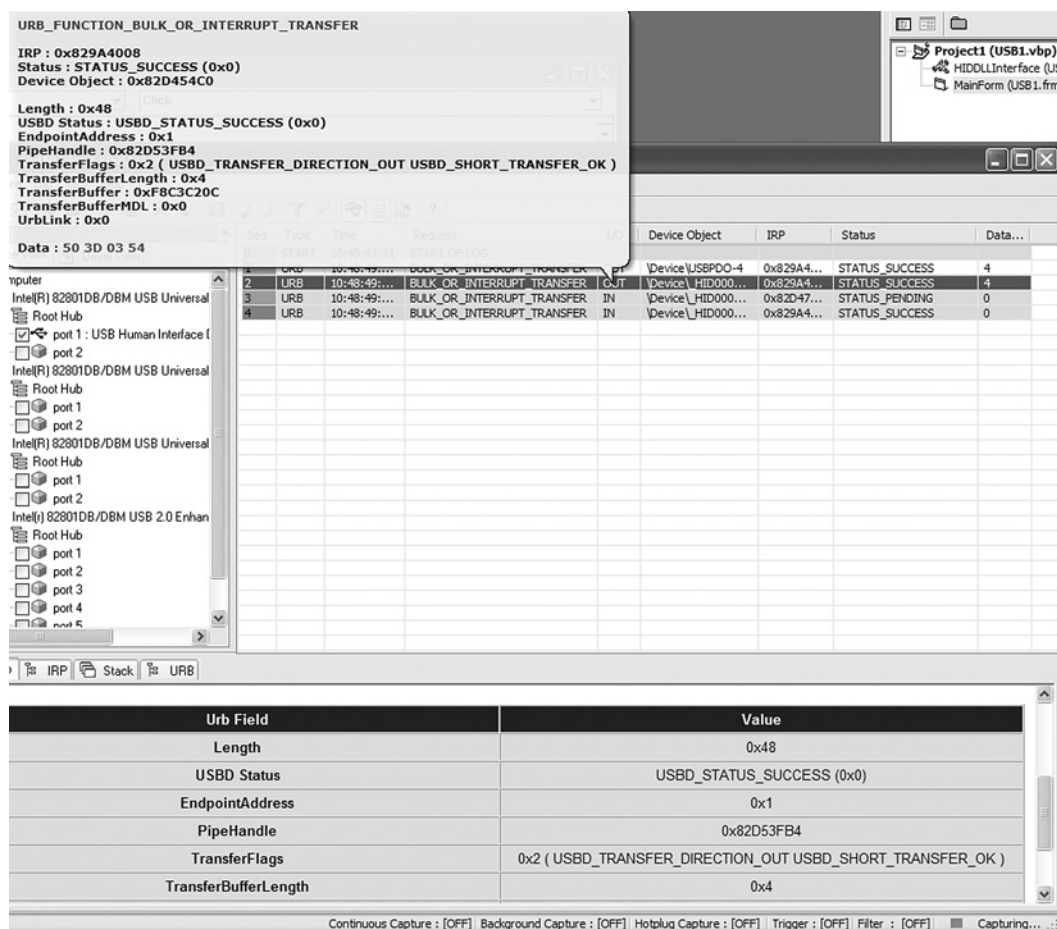 URB_FUNCTION_BULK_OR_INTERRUPT_TRANSFER
IRP : 0x829A4008
Status : STATUS_SUCCESS (0x0)
Device Object : 0x82D454C0
Length : 0x48
USBD Status : USBD_STATUS_SUCCESS (0x0)
EndpointAddress : 0x1
PipeHandle : 0x82D53FB4
TransferFlags : 0x2 ( USBD_TRANSFER_DIRECTION_OUT USBD_SHORT_TRANSFER_OK )
TransferBufferLength : 0x4
TransferBuffer : 0xF8C3C20C
TransferBufferMDL : 0x0
UrbLink : 0x0
Data : 50 3D 03 54
Click
Project1 (USB1.vbp)
HIDDLLInterface (US
MainForm (USB1.frm
Seq Type Time Request I/O Device Object IRP Status Data...
0 START 10:48:41:31 START OF LOG
1 URB 10:48:49:... BULK_OR_INTERRUPT_TRANSFER OUT \Device\USBPDO-4 0x829A4... STATUS_SUCCESS 4
2 URB 10:48:49:... BULK_OR_INTERRUPT_TRANSFER OUT \Device\_HID000... 0x829A4... STATUS_SUCCESS 4
3 URB 10:48:49:... BULK_OR_INTERRUPT_TRANSFER IN \Device\_HID000... 0x82D47... STATUS_PENDING 0
4 URB 10:48:49:... BULK_OR_INTERRUPT_TRANSFER IN \Device\_HID000... 0x829A4... STATUS_SUCCESS 0
mputer
Intel(R) 82801DB/DBM USB Universal
Root Hub
port 1 : USB Human Interface D
port 2
Intel(R) 82801DB/DBM USB Universal
Root Hub
port 1
port 2
Intel(R) 82801DB/DBM USB Universal
Root Hub
port 1
port 2
Intel(r) 82801DB/DBM USB 2.0 Enhan
Root Hub
port 1
port 2
port 3
port 4
port 5
IRP Stack URB
Urb Field Value
Length 0x48
USBD Status USBD_STATUS_SUCCESS (0x0)
EndpointAddress 0x1
PipeHandle 0x82D53FB4
TransferFlags 0x2 ( USBD_TRANSFER_DIRECTION_OUT USBD_SHORT_TRANSFER_OK )
TransferBufferLength 0x4
Continuous Capture : [OFF] Background Capture : [OFF] Hotplug Capture : [OFF] Trigger : [OFF] Filter : [OFF] Capturing...